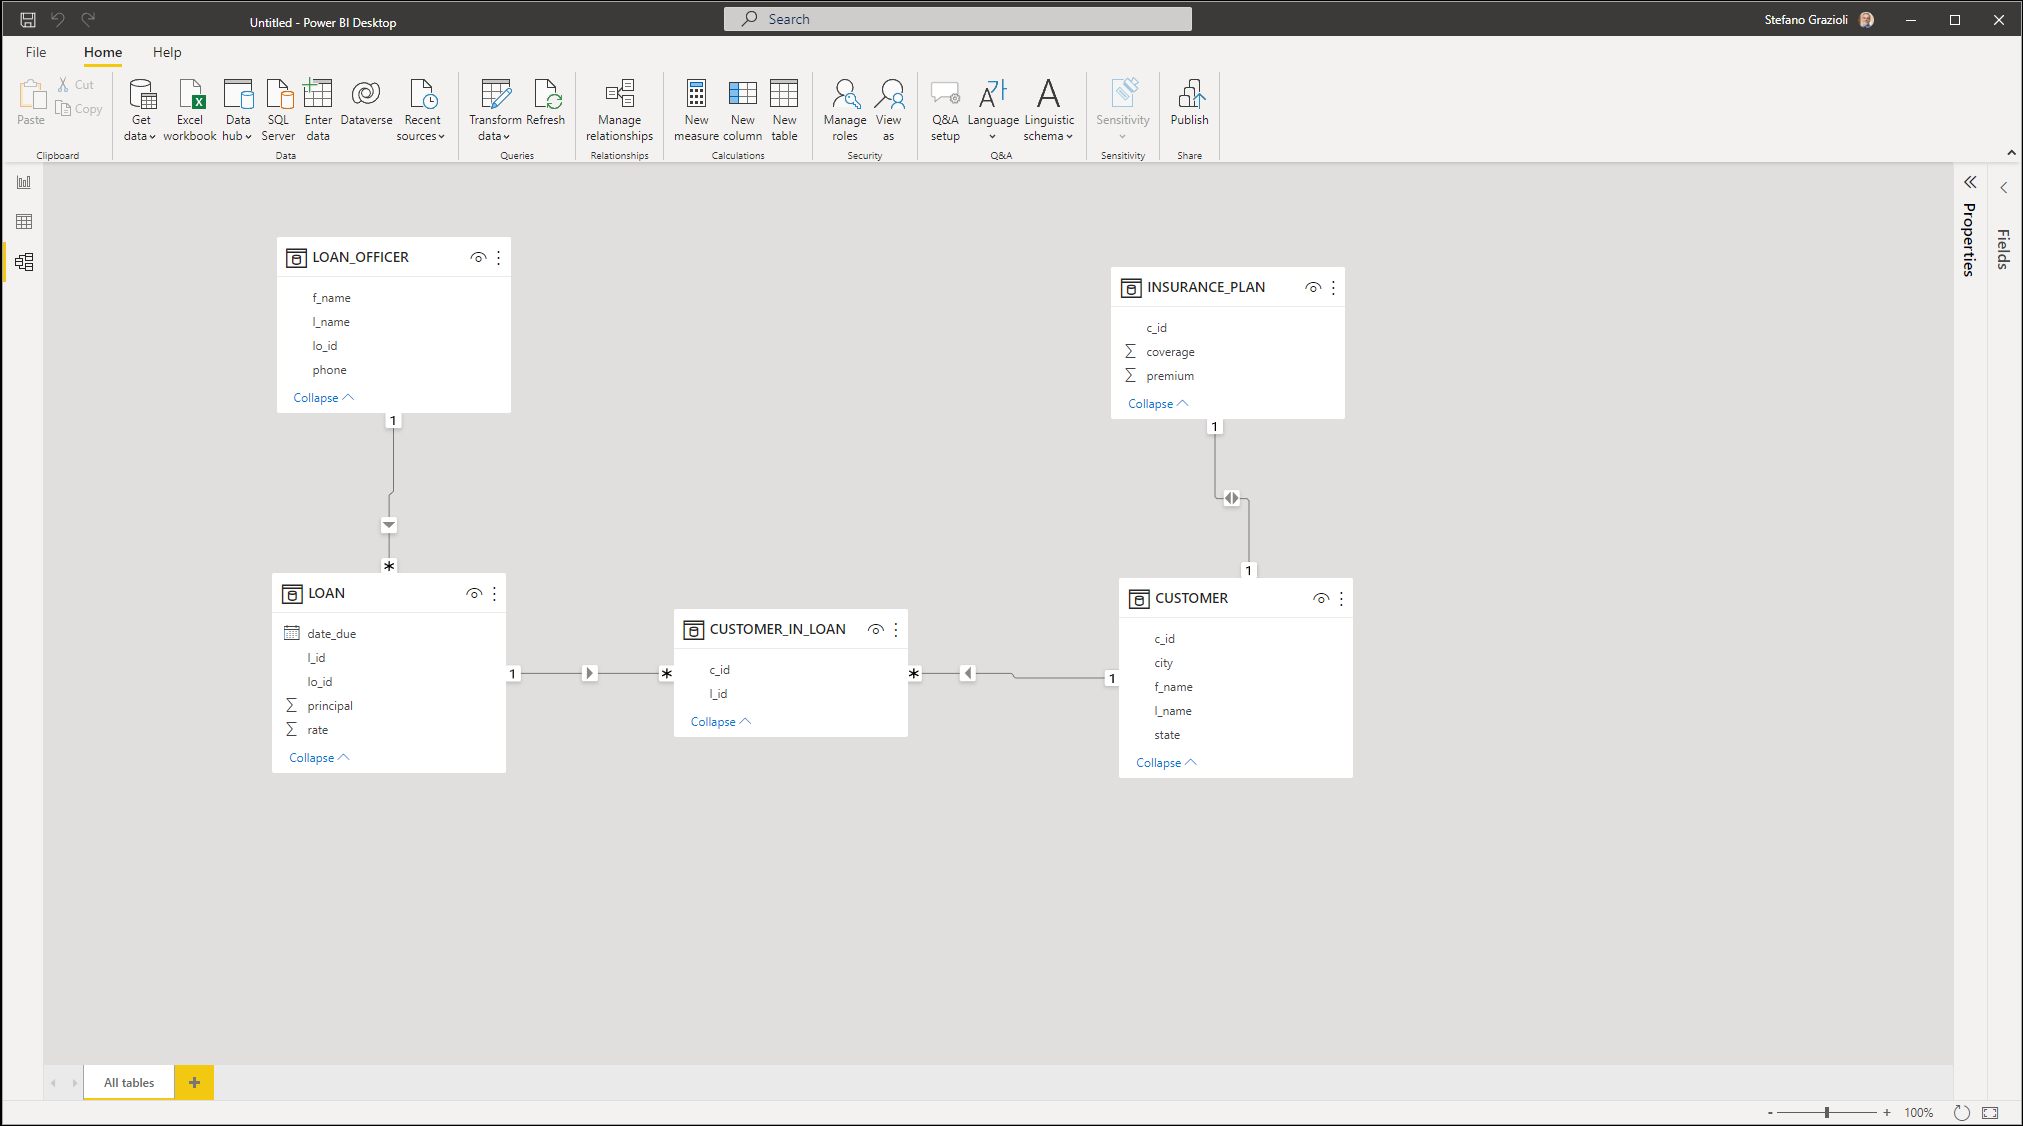 Untitled - Power BI Desktop
Search
Stefano Grazioli
File Home Help
Paste
Cut
Copy
Get data
Excel workbook
Data hub
SQL Server
Enter data
Dataverse
Recent sources
Transform data
Refresh
Manage relationships
New measure
New column
New table
Manage roles
View as
Q&A setup
Language
Linguistic schema
Sensitivity
Publish
Clipboard
Data
Queries
Relationships
Calculations
Security
Q&A
Sensitivity
Share
Properties
Fields
LOAN_OFFICER
f_name
l_name
lo_id
phone
Collapse
1
*
INSURANCE_PLAN
c_id
coverage
premium
Collapse
1
1
LOAN
date_due
l_id
lo_id
principal
rate
Collapse
1
*
CUSTOMER_IN_LOAN
c_id
l_id
Collapse
*
1
CUSTOMER
c_id
city
f_name
l_name
state
Collapse
All tables
+
- + 100%